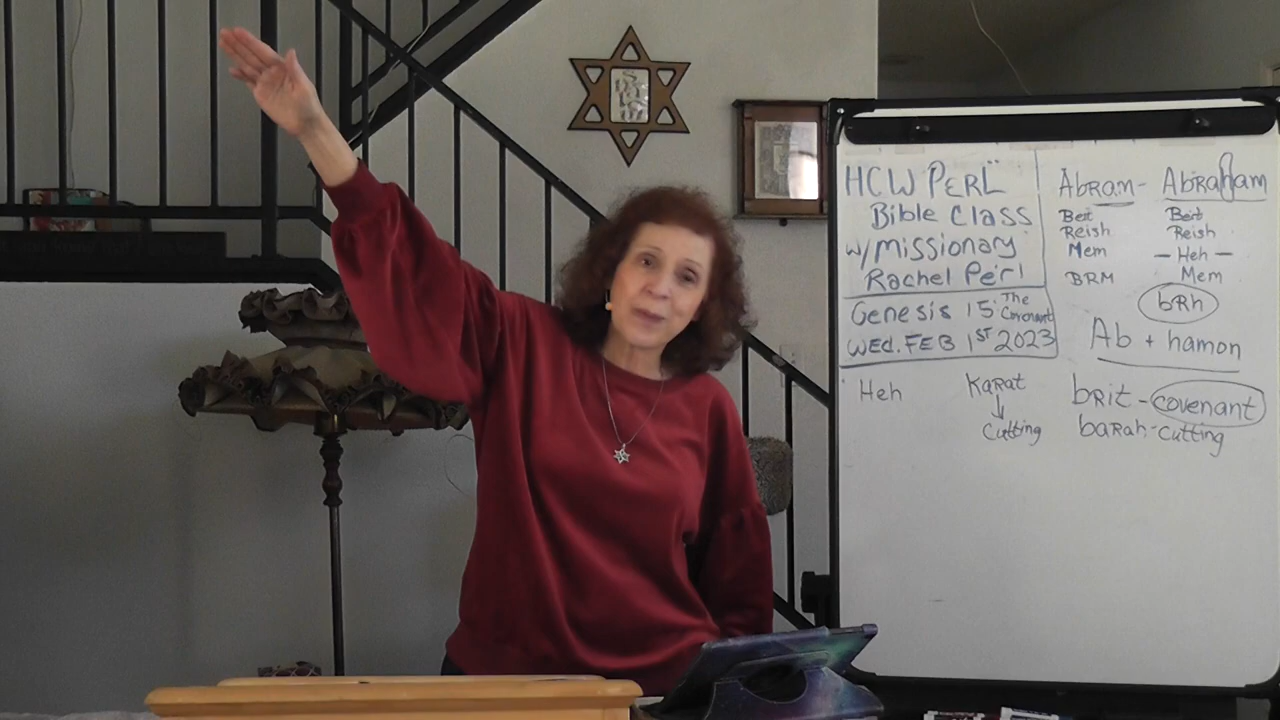 HCW PERL"
Bible Class
w/missionary
Rachel Perl
Genesis 15 The Covenant
WED. FEB 1ST 2023
Heh
KaRat
Cutting
AbRam - AbRaham
Beit
Reish
Mem
BRM
Beit
Reish
- Heh -
Mem
bRh
Ab + hamon
bRit - covenant
baRah - Cutting